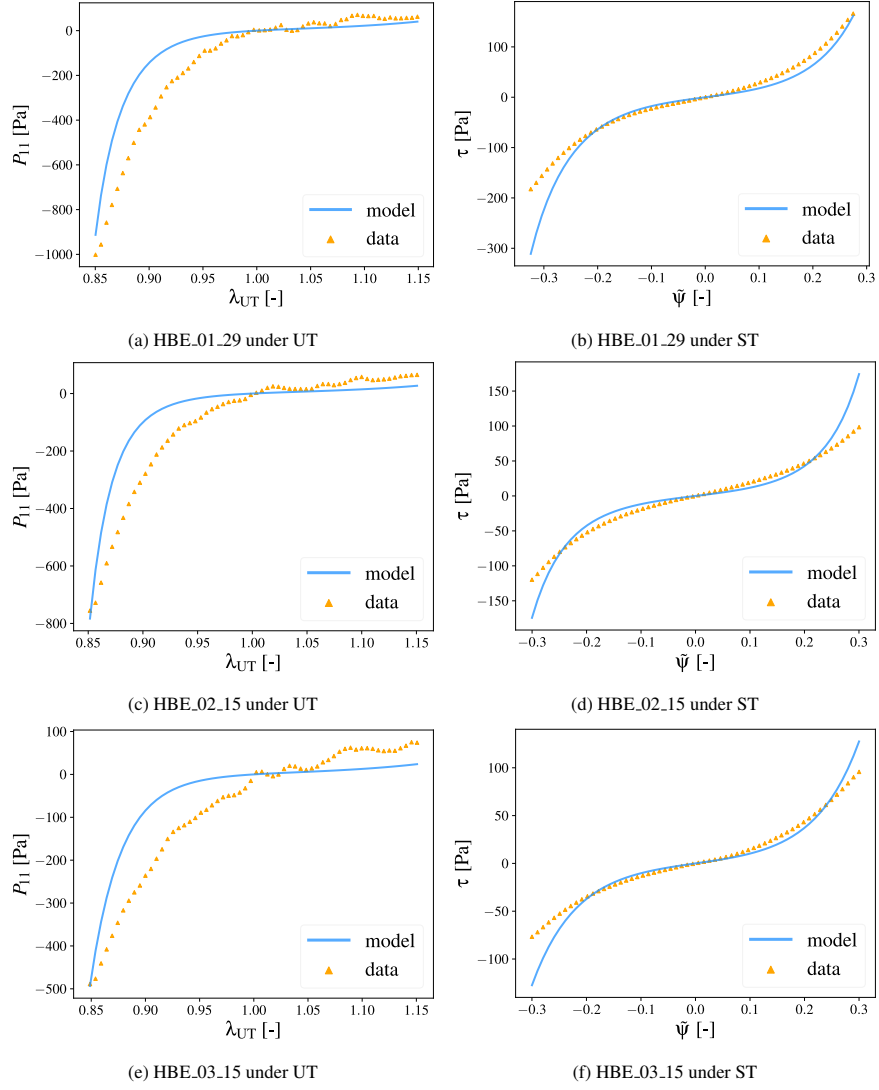 0
−200
−400
−600
−800
−1000
P₁₁ [Pa]
model
data
0.85 0.90 0.95 1.00 1.05 1.10 1.15
λ_UT [-]
(a) HBE_01_29 under UT
100
0
−100
−200
−300
τ [Pa]
model
data
−0.3 −0.2 −0.1 0.0 0.1 0.2 0.3
ψ̃ [-]
(b) HBE_01_29 under ST
0
−200
−400
−600
−800
P₁₁ [Pa]
model
data
0.85 0.90 0.95 1.00 1.05 1.10 1.15
λ_UT [-]
(c) HBE_02_15 under UT
150
100
50
0
−50
−100
−150
τ [Pa]
model
data
−0.3 −0.2 −0.1 0.0 0.1 0.2 0.3
ψ̃ [-]
(d) HBE_02_15 under ST
100
0
−100
−200
−300
−400
−500
P₁₁ [Pa]
model
data
0.85 0.90 0.95 1.00 1.05 1.10 1.15
λ_UT [-]
(e) HBE_03_15 under UT
100
50
0
−50
−100
τ [Pa]
model
data
−0.3 −0.2 −0.1 0.0 0.1 0.2 0.3
ψ̃ [-]
(f) HBE_03_15 under ST